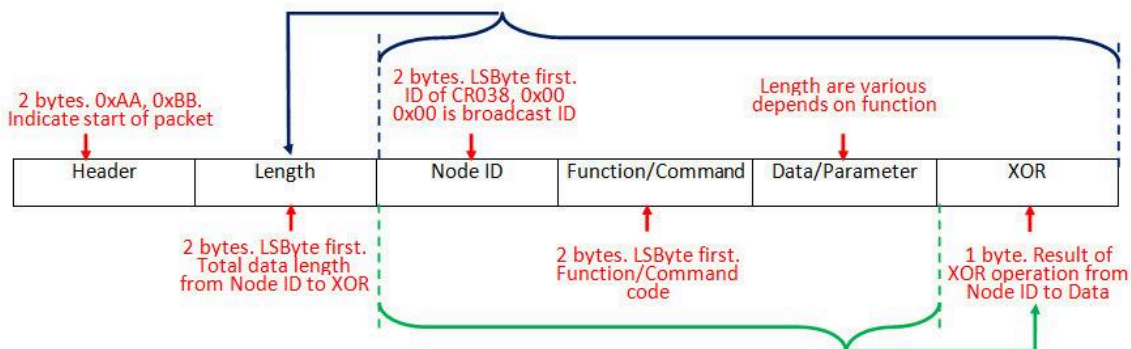 2 bytes. 0xAA, 0xBB.
Indicate start of packet
2 bytes. LSByte first.
ID of CR038, 0x00
0x00 is broadcast ID
Length are various
depends on function
Header
Length
Node ID
Function/Command
Data/Parameter
XOR
2 bytes. LSByte first.
Total data length
from Node ID to XOR
2 bytes. LSByte first.
Function/Command
code
1 byte. Result of
XOR operation from
Node ID to Data